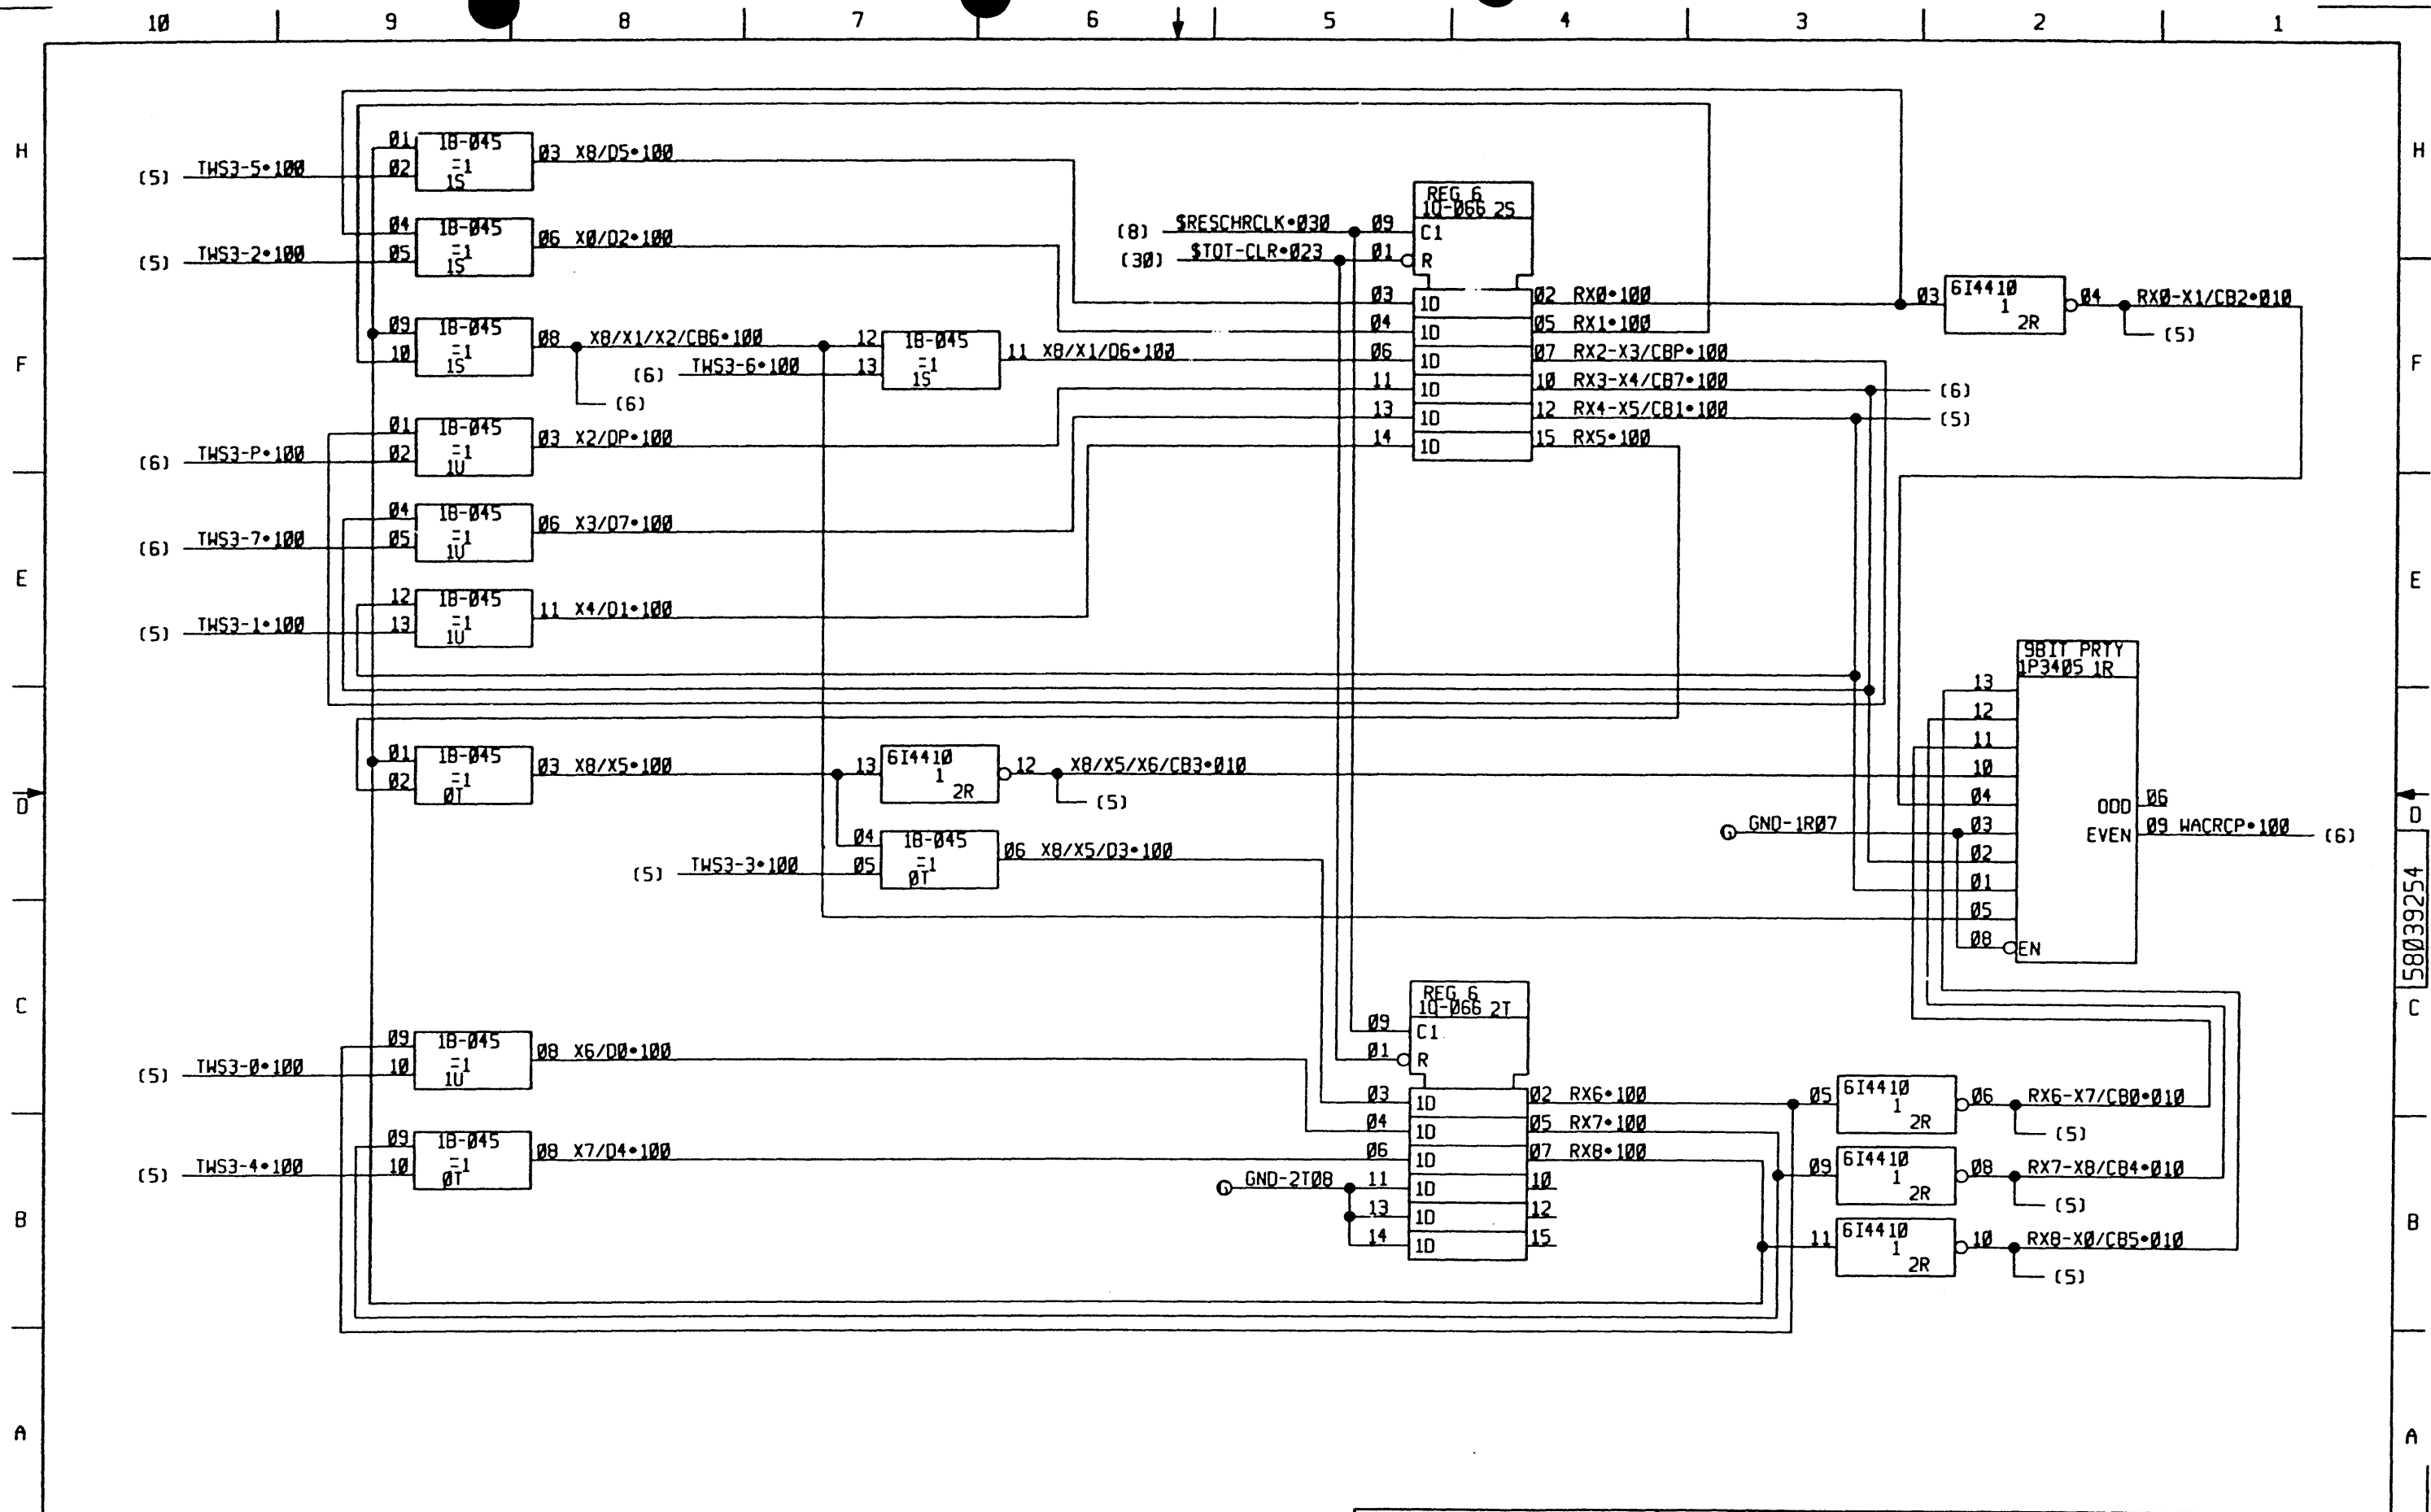 10 9 8 7 6 5 4 3 2 1
H H
01 1B-045 03 X8/D5•100
(5) TWS3-5•100 02 =1
1S
REG 6
1Q-066 2S
04 1B-045 06 X0/D2•100
(8) $RESCHRCLK•030 09 C1
(5) TWS3-2•100 05 =1
1S
(30) $TOT-CLR•023 01 R
03 1D 02 RX0•100 03 6I4410 04 RX0-X1/CB2•010
1
2R (5)
09 1B-045 08 X8/X1/X2/CB6•100 12 1B-045 11 X8/X1/D6•100
10 =1
1S
(6)
(6) TWS3-6•100 13 =1
1S
04 1D 05 RX1•100
F F
06 1D 07 RX2-X3/CBP•100
11 1D 10 RX3-X4/CB7•100 (6)
13 1D 12 RX4-X5/CB1•100 (5)
14 1D 15 RX5•100
01 1B-045 03 X2/DP•100
(6) TWS3-P•100 02 =1
1U
04 1B-045 06 X3/D7•100
(6) TWS3-7•100 05 =1
1U
E E
12 1B-045 11 X4/D1•100
(5) TWS3-1•100 13 =1
1U
9BIT PRTY
1P3405 1R
13
12
11
10
04 ODD 06
GND-1R07 03 EVEN 09 WACRCP•100 (6)
02
01
05
08 EN
01 1B-045 03 X8/X5•100 13 6I4410 12 X8/X5/X6/CB3•010
02 =1
0T
1
2R (5)
D D
04 1B-045 06 X8/X5/D3•100
(5) TWS3-3•100 05 =1
0T
58039254
C C
REG 6
1Q-066 2T
09 C1
01 R
09 1B-045 08 X6/D0•100
(5) TWS3-0•100 10 =1
1U
03 1D 02 RX6•100 05 6I4410 06 RX6-X7/CB0•010
1
2R (5)
04 1D 05 RX7•100
09 1B-045 08 X7/D4•100 06 1D 07 RX8•100
(5) TWS3-4•100 10 =1
0T
09 6I4410 08 RX7-X8/CB4•010
1
2R (5)
GND-2T08 11 1D 10
13 1D 12
14 1D 15
B B
11 6I4410 10 RX8-X0/CB5•010
1
2R (5)
A A